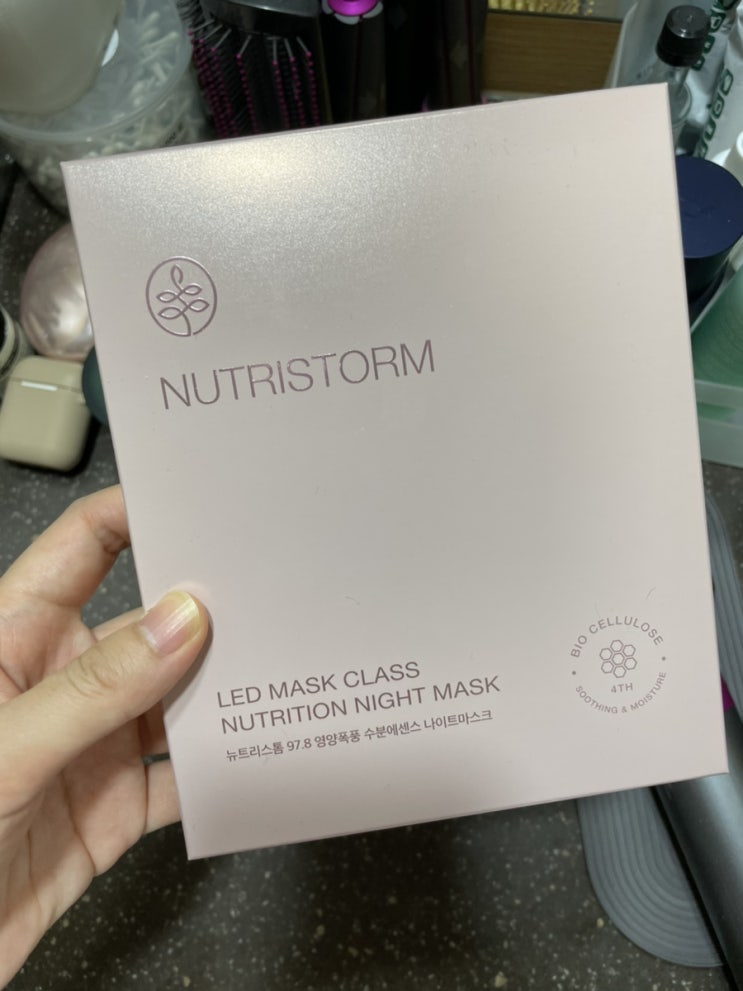 NUTRISTORM
LED MASK CLASS
NUTRITION NIGHT MASK
뉴트리스톰 97.8 영양폭풍 수분에센스 나이트마스크
BIO CELLULOSE
4TH
SOOTHING & MOISTURE